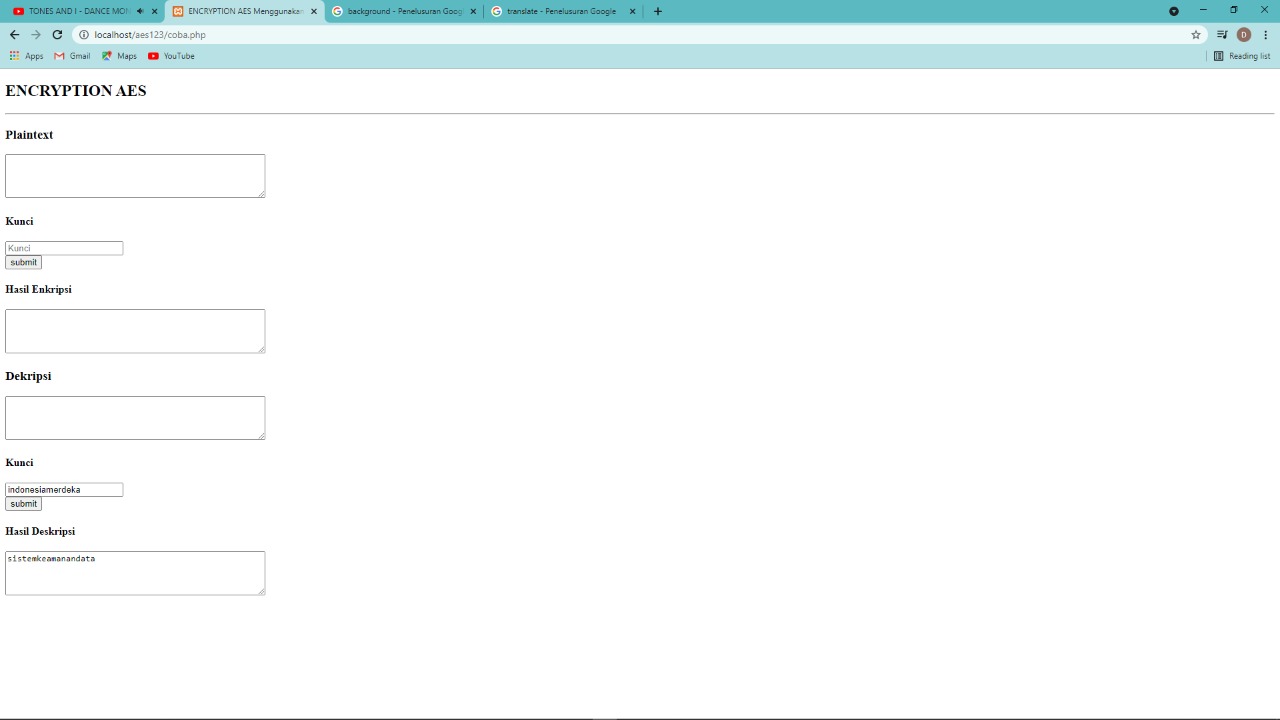 TONES AND I - DANCE MON
ENCRYPTION AES Menggunakan
background - Penelusuran Googl
translate - Penelusuran Google
localhost/aes123/coba.php
D
Apps
Gmail
Maps
YouTube
Reading list
ENCRYPTION AES
Plaintext
Kunci
Kunci
submit
Hasil Enkripsi
Dekripsi
Kunci
indonesiamerdeka
submit
Hasil Deskripsi
sistemkeamanandata